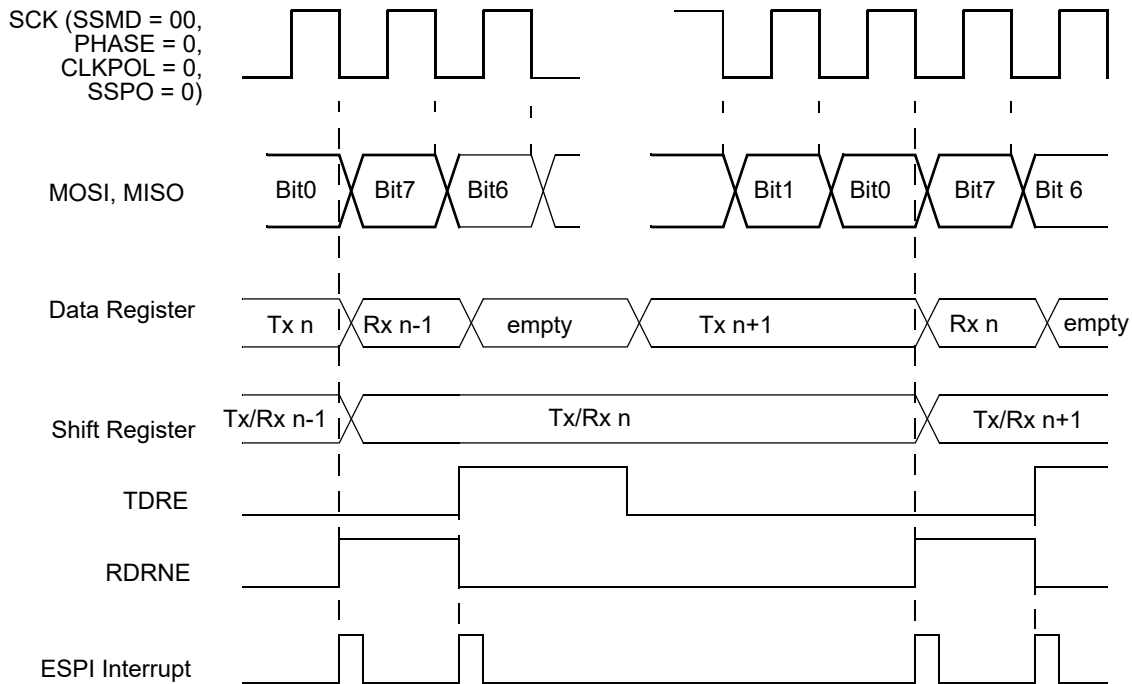 SCK (SSMD = 00,
PHASE = 0,
CLKPOL = 0,
SSPO = 0)
MOSI, MISO
Bit0 Bit7 Bit6 Bit1 Bit0 Bit7 Bit 6
Data Register
Tx n Rx n-1 empty Tx n+1 Rx n empty
Shift Register
Tx/Rx n-1 Tx/Rx n Tx/Rx n+1
TDRE
RDRNE
ESPI Interrupt